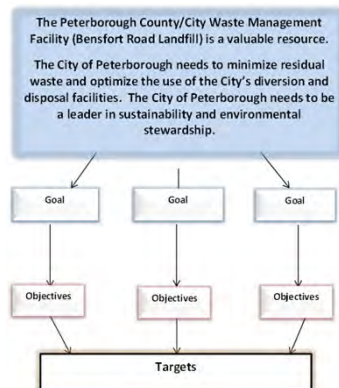 The Peterborough County/City Waste Management
Facility (Bensfort Road Landfill) is a valuable resource.
The City of Peterborough needs to minimize residual
waste and optimize the use of the City's diversion and
disposal facilities. The City of Peterborough needs to be
a leader in sustainability and environmental
stewardship.
Goal
Goal
Goal
Objectives
Objectives
Objectives
Targets